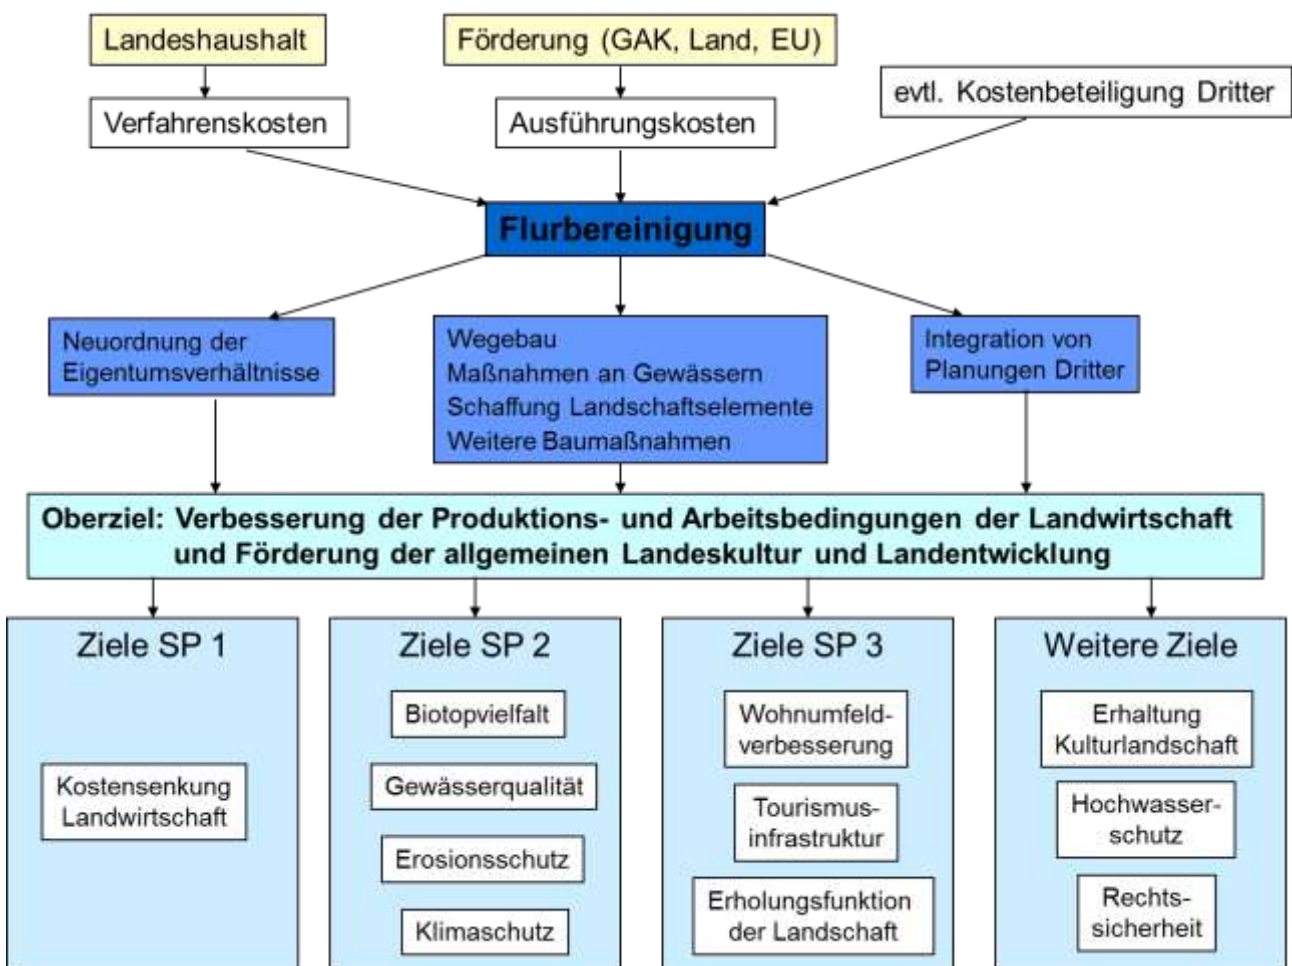 Landeshaushalt
Förderung (GAK, Land, EU)
evtl. Kostenbeteiligung Dritter
Verfahrenskosten
Ausführungskosten
Flurbereinigung
Neuordnung der
Eigentumsverhältnisse
Wegebau
Maßnahmen an Gewässern
Schaffung Landschaftselemente
Weitere Baumaßnahmen
Integration von
Planungen Dritter
Oberziel: Verbesserung der Produktions- und Arbeitsbedingungen der Landwirtschaft
und Förderung der allgemeinen Landeskultur und Landentwicklung
Ziele SP 1
Kostensenkung
Landwirtschaft
Ziele SP 2
Biotopvielfalt
Gewässerqualität
Erosionsschutz
Klimaschutz
Ziele SP 3
Wohnumfeld-
verbesserung
Tourismus-
infrastruktur
Erholungsfunktion
der Landschaft
Weitere Ziele
Erhaltung
Kulturlandschaft
Hochwasser-
schutz
Rechts-
sicherheit